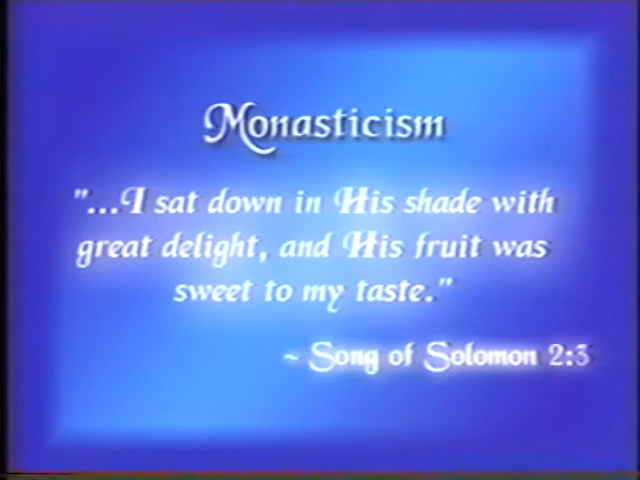 Monasticism
"...I sat down in His shade with
great delight, and His fruit was
sweet to my taste."
~ Song of Solomon 2:3